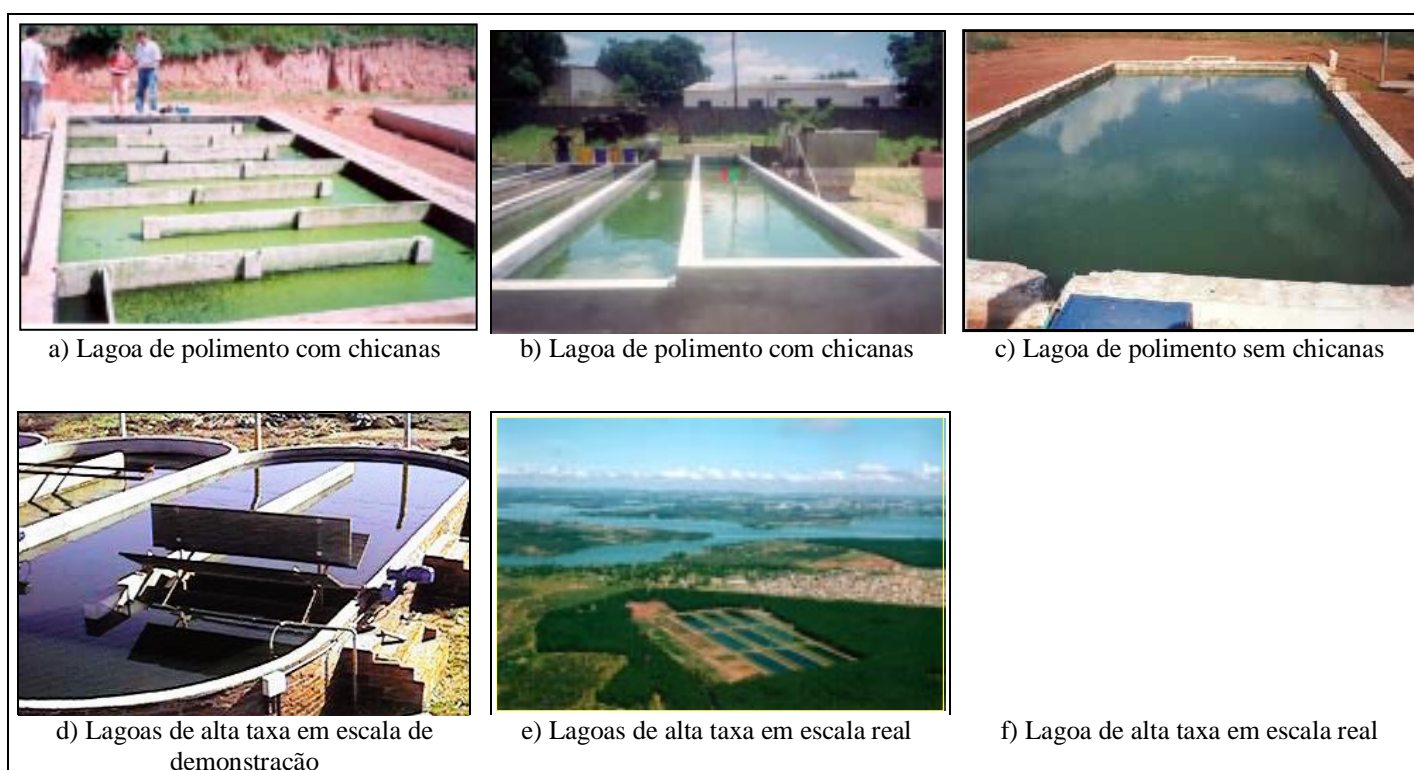 a) Lagoa de polimento com chicanas
b) Lagoa de polimento com chicanas
c) Lagoa de polimento sem chicanas
d) Lagoas de alta taxa em escala de
demonstração
e) Lagoas de alta taxa em escala real
f) Lagoa de alta taxa em escala real